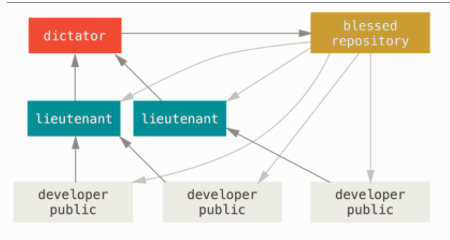 dictator
blessed
repository
lieutenant
lieutenant
developer
public
developer
public
developer
public